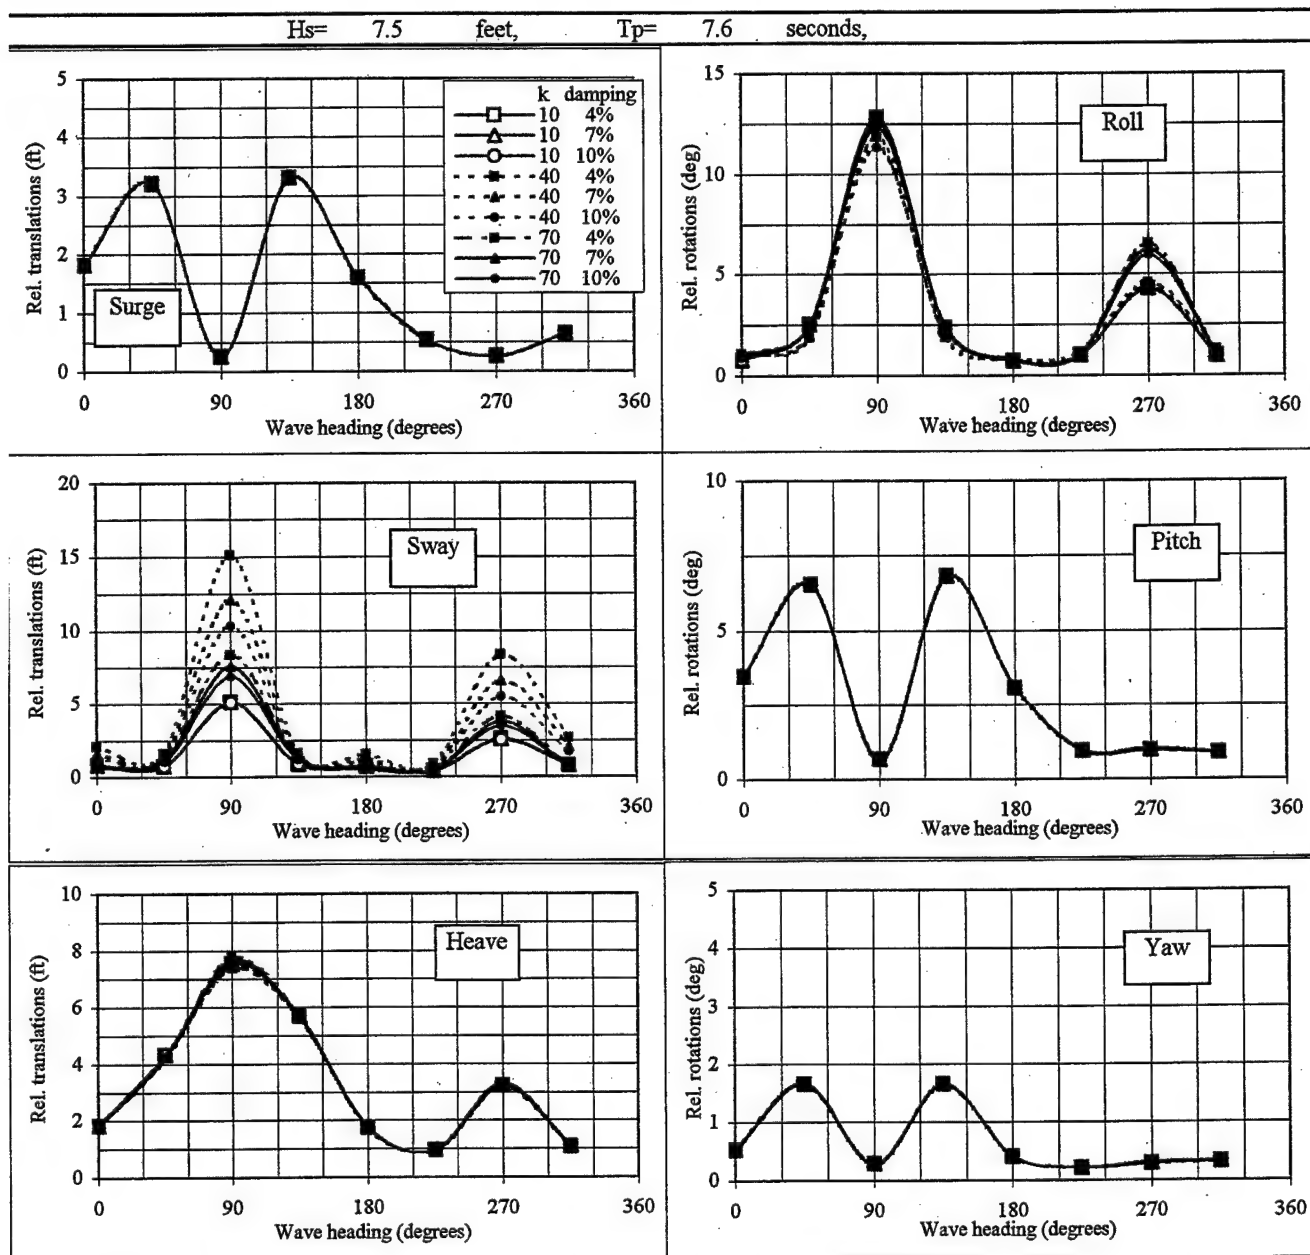 Hs= 7.5 feet, Tp= 7.6 seconds,
5
4
3
2
1
0
Rel. translations (ft)
k damping
10 4%
10 7%
10 10%
40 4%
40 7%
40 10%
70 4%
70 7%
70 10%
Surge
0 90 180 270 360
Wave heading (degrees)
15
10
5
0
Rel. rotations (deg)
Roll
0 90 180 270 360
Wave heading (degrees)
20
15
10
5
0
Rel. translations (ft)
Sway
0 90 180 270 360
Wave heading (degrees)
10
5
0
Rel. rotations (deg)
Pitch
0 90 180 270 360
Wave heading (degrees)
10
8
6
4
2
0
Rel. translations (ft)
Heave
0 90 180 270 360
Wave heading (degrees)
5
4
3
2
1
0
Rel. rotations (deg)
Yaw
0 90 180 270 360
Wave heading (degrees)